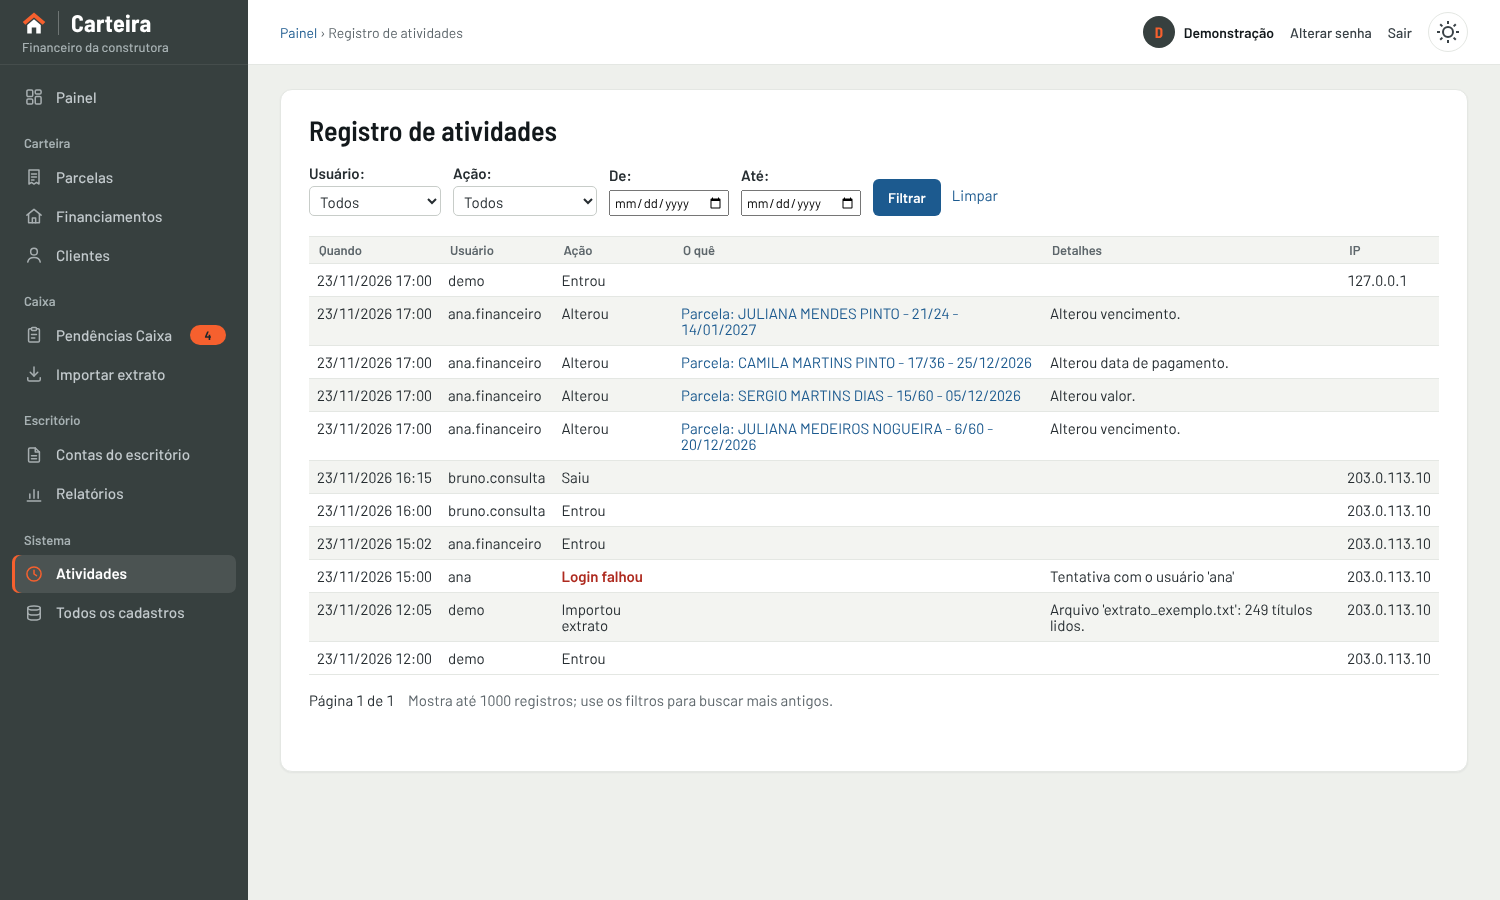 Carteira
Financeiro da construtora
Painel
Carteira
Parcelas
Financiamentos
Clientes
Caixa
Pendências Caixa 4
Importar extrato
Escritório
Contas do escritório
Relatórios
Sistema
Atividades
Todos os cadastros
Painel › Registro de atividades
D Demonstração Alterar senha Sair
Registro de atividades
Usuário: Ação: De: Até:
Todos Todos mm/dd/yyyy mm/dd/yyyy Filtrar Limpar
Quando Usuário Ação O quê Detalhes IP
23/11/2026 17:00 demo Entrou 127.0.0.1
23/11/2026 17:00 ana.financeiro Alterou Parcela: JULIANA MENDES PINTO - 21/24 - Alterou vencimento.
14/01/2027
23/11/2026 17:00 ana.financeiro Alterou Parcela: CAMILA MARTINS PINTO - 17/36 - 25/12/2026 Alterou data de pagamento.
23/11/2026 17:00 ana.financeiro Alterou Parcela: SERGIO MARTINS DIAS - 15/60 - 05/12/2026 Alterou valor.
23/11/2026 17:00 ana.financeiro Alterou Parcela: JULIANA MEDEIROS NOGUEIRA - 6/60 - Alterou vencimento.
20/12/2026
23/11/2026 16:15 bruno.consulta Saiu 203.0.113.10
23/11/2026 16:00 bruno.consulta Entrou 203.0.113.10
23/11/2026 15:02 ana.financeiro Entrou 203.0.113.10
23/11/2026 15:00 ana Login falhou Tentativa com o usuário 'ana' 203.0.113.10
23/11/2026 12:05 demo Importou Arquivo 'extrato_exemplo.txt': 249 títulos 203.0.113.10
extrato lidos.
23/11/2026 12:00 demo Entrou 203.0.113.10
Página 1 de 1 Mostra até 1000 registros; use os filtros para buscar mais antigos.